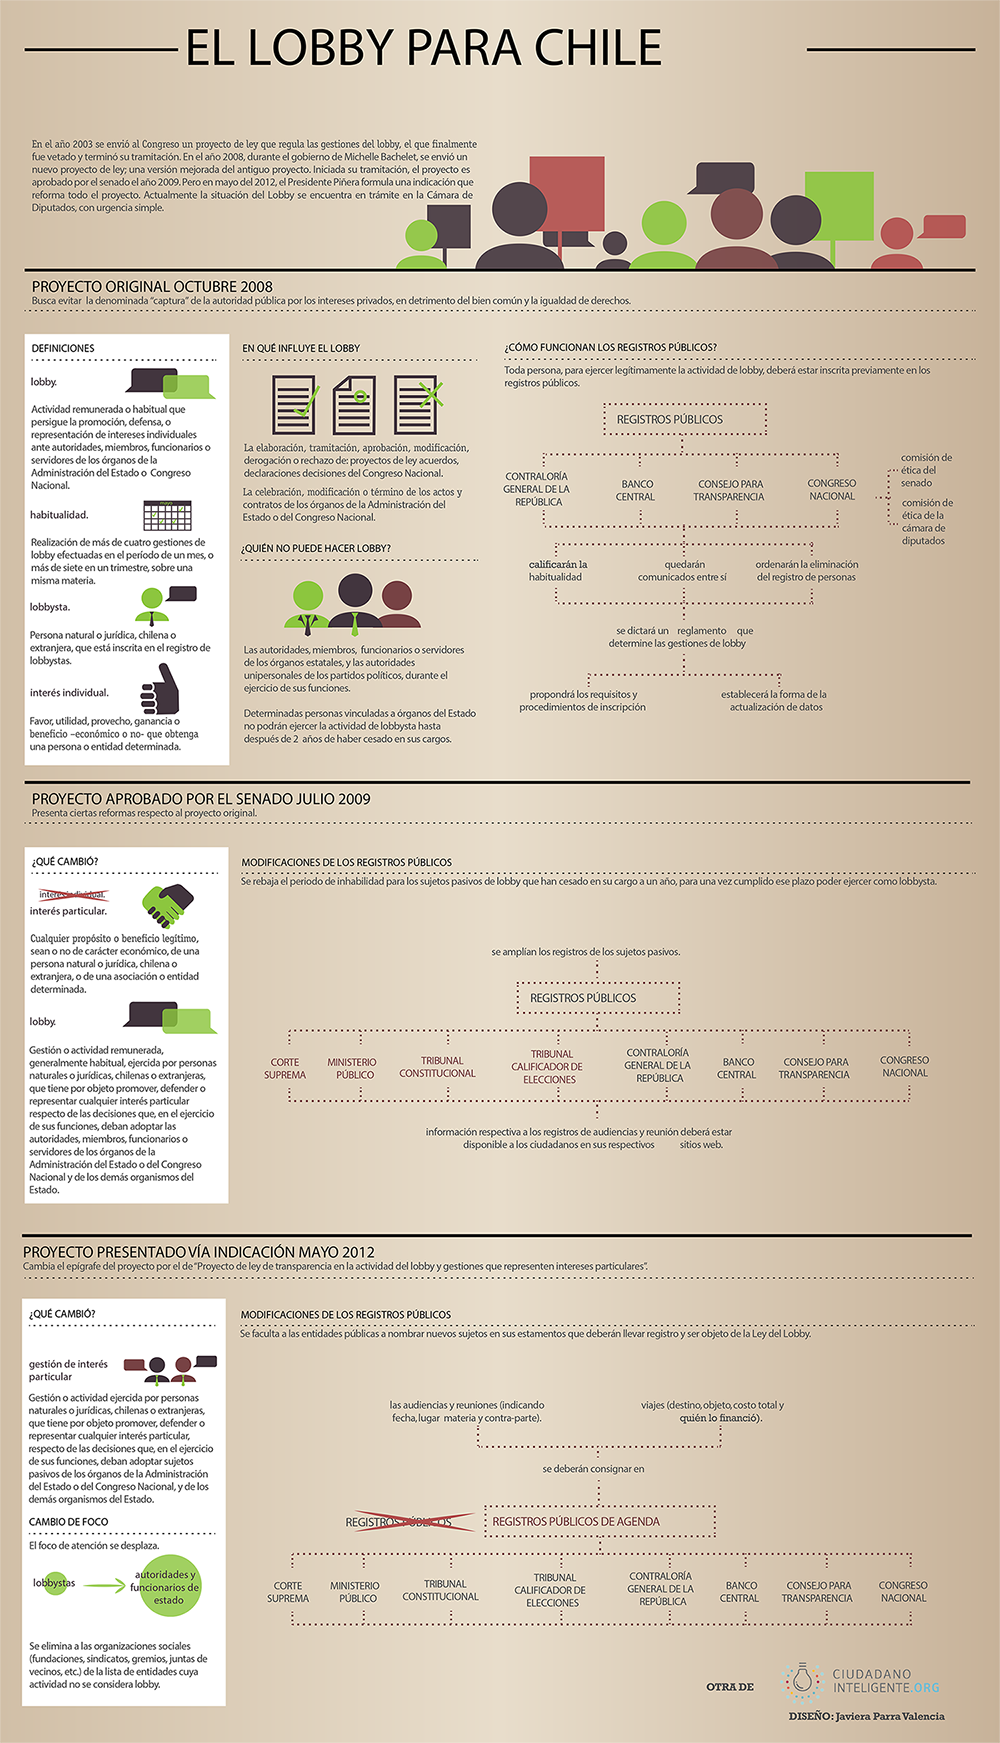 EL LOBBY PARA CHILE
En el año 2003 se envió al Congreso un proyecto de ley que regula las gestiones del lobby, el que finalmente
fue vetado y terminó su tramitación. En el año 2008, durante el gobierno de Michelle Bachelet, se envió un
nuevo proyecto de ley; una versión mejorada del antiguo proyecto. Iniciada su tramitación, el proyecto es
aprobado por el senado el año 2009. Pero en mayo del 2012, el Presidente Piñera formula una indicación que
reforma todo el proyecto. Actualmente la situación del Lobby se encuentra en trámite en la Cámara de
Diputados, con urgencia simple.
PROYECTO ORIGINAL OCTUBRE 2008
Busca evitar la denominada "captura" de la autoridad pública por los intereses privados, en detrimento del bien común y la igualdad de derechos.
DEFINICIONES
lobby.
Actividad remunerada o habitual que
persigue la promoción, defensa, o
representación de intereses individuales
ante autoridades, miembros, funcionarios o
servidores de los órganos de la
Administración del Estado o Congreso
Nacional.
habitualidad.
Realización de más de cuatro gestiones de
lobby efectuadas en el período de un mes, o
más de siete en un trimestre, sobre una
misma materia.
lobbysta.
Persona natural o jurídica, chilena o
extranjera, que está inscrita en el registro de
lobbystas.
interés individual.
Favor, utilidad, provecho, ganancia o
beneficio -económico o no- que obtenga
una persona o entidad determinada.
EN QUÉ INFLUYE EL LOBBY
La elaboración, tramitación, aprobación, modificación,
derogación o rechazo de: proyectos de ley acuerdos,
declaraciones decisiones del Congreso Nacional.
La celebración, modificación o término de los actos y
contratos de los órganos de la Administración del
Estado o del Congreso Nacional.
¿QUIÉN NO PUEDE HACER LOBBY?
Las autoridades, miembros, funcionarios o servidores
de los órganos estatales, y las autoridades
unipersonales de los partidos políticos, durante el
ejercicio de sus funciones.
Determinadas personas vinculadas a órganos del Estado
no podrán ejercer la actividad de lobbysta hasta
después de 2 años de haber cesado en sus cargos.
¿CÓMO FUNCIONAN LOS REGISTROS PÚBLICOS?
Toda persona, para ejercer legítimamente la actividad de lobby, deberá estar inscrita previamente en los
registros públicos.
REGISTROS PÚBLICOS
CONTRALORÍA
GENERAL DE LA
REPÚBLICA
BANCO
CENTRAL
CONSEJO PARA
TRANSPARENCIA
CONGRESO
NACIONAL
comisión de
ética del
senado
comisión de
ética de la
cámara de
diputados
calificarán la
habitualidad
quedarán
comunicados entre sí
ordenarán la eliminación
del registro de personas
se dictará un reglamento que
determine las gestiones de lobby
propondrá los requisitos y
procedimientos de inscripción
establecerá la forma de la
actualización de datos
PROYECTO APROBADO POR EL SENADO JULIO 2009
Presenta ciertas reformas respecto al proyecto original.
¿QUÉ CAMBIÓ?
interés individual.
interés particular.
Cualquier propósito o beneficio legítimo,
sean o no de carácter económico, de una
persona natural o jurídica, chilena o
extranjera, o de una asociación o entidad
determinada.
lobby.
Gestión o actividad remunerada,
generalmente habitual, ejercida por personas
naturales o jurídicas, chilenas o extranjeras,
que tiene por objeto promover, defender o
representar cualquier interés particular
respecto de las decisiones que, en el ejercicio
de sus funciones, deban adoptar las
autoridades, miembros, funcionarios o
servidores de los órganos de la
Administración del Estado o del Congreso
Nacional y de los demás organismos del
Estado.
MODIFICACIONES DE LOS REGISTROS PÚBLICOS
Se rebaja el periodo de inhabilidad para los sujetos pasivos de lobby que han cesado en su cargo a un año, para una vez cumplido ese plazo poder ejercer como lobbysta.
se amplían los registros de los sujetos pasivos.
REGISTROS PÚBLICOS
CORTE
SUPREMA
MINISTERIO
PÚBLICO
TRIBUNAL
CONSTITUCIONAL
TRIBUNAL
CALIFICADOR DE
ELECCIONES
CONTRALORÍA
GENERAL DE LA
REPÚBLICA
BANCO
CENTRAL
CONSEJO PARA
TRANSPARENCIA
CONGRESO
NACIONAL
información respectiva a los registros de audiencias y reunión deberá estar
disponible a los ciudadanos en sus respectivos sitios web.
PROYECTO PRESENTADO VÍA INDICACIÓN MAYO 2012
Cambia el epígrafe del proyecto por el de "Proyecto de ley de transparencia en la actividad del lobby y gestiones que representen intereses particulares".
¿QUÉ CAMBIÓ?
gestión de interés
particular
Gestión o actividad ejercida por personas
naturales o jurídicas, chilenas o extranjeras,
que tiene por objeto promover, defender o
representar cualquier interés particular,
respecto de las decisiones que, en el ejercicio
de sus funciones, deban adoptar sujetos
pasivos de los órganos de la Administración
del Estado o del Congreso Nacional, y de los
demás organismos del Estado.
CAMBIO DE FOCO
El foco de atención se desplaza.
lobbystas
autoridades y
funcionarios de
estado
Se elimina a las organizaciones sociales
(fundaciones, sindicatos, gremios, juntas de
vecinos, etc.) de la lista de entidades cuya
actividad no se considera lobby.
MODIFICACIONES DE LOS REGISTROS PÚBLICOS
Se faculta a las entidades públicas a nombrar nuevos sujetos en sus estamentos que deberán llevar registro y ser objeto de la Ley del Lobby.
las audiencias y reuniones (indicando
fecha, lugar materia y contra-parte).
viajes (destino, objeto, costo total y
quién lo financió).
se deberán consignar en
REGISTROS PÚBLICOS
REGISTROS PÚBLICOS DE AGENDA
CORTE
SUPREMA
MINISTERIO
PÚBLICO
TRIBUNAL
CONSTITUCIONAL
TRIBUNAL
CALIFICADOR DE
ELECCIONES
CONTRALORÍA
GENERAL DE LA
REPÚBLICA
BANCO
CENTRAL
CONSEJO PARA
TRANSPARENCIA
CONGRESO
NACIONAL
OTRA DE
CIUDADANO
INTELIGENTE.ORG
DISEÑO: Javiera Parra Valencia